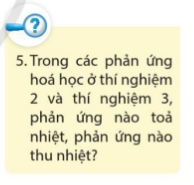 ?
5. Trong các phản ứng
hoá học ở thí nghiệm
2 và thí nghiệm 3,
phản ứng nào toả
nhiệt, phản ứng nào
thu nhiệt?